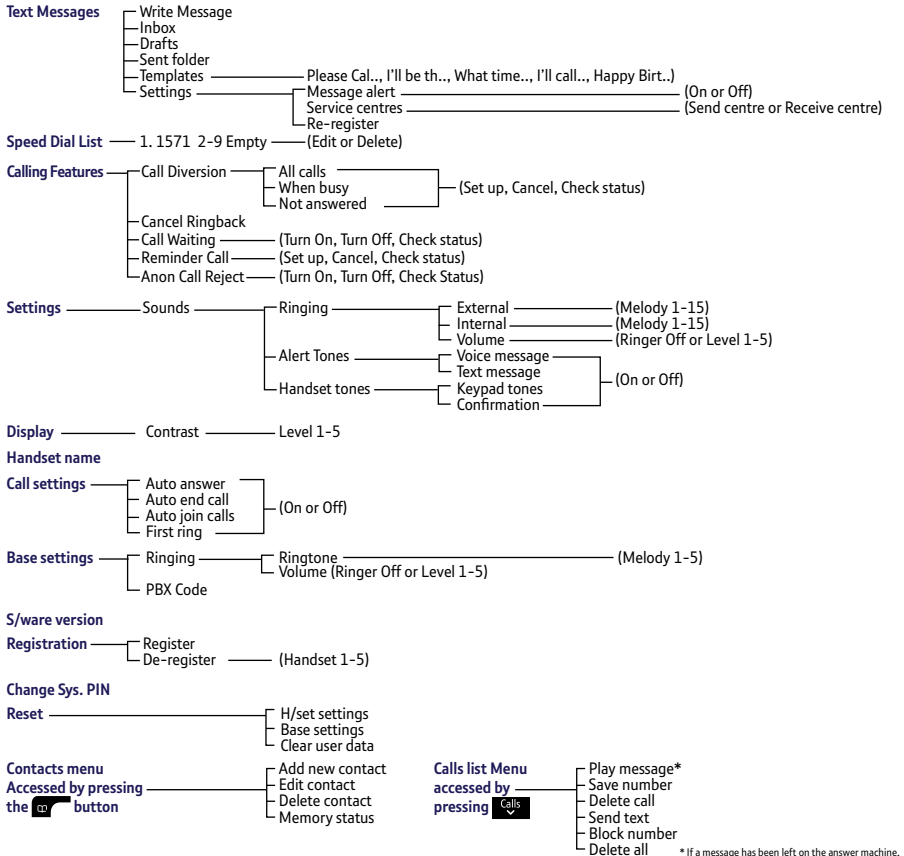 Text Messages Write Message
Inbox
Drafts
Sent folder
Templates Please Cal.., I'll be th.., What time.., I'll call.., Happy Birt..)
Settings Message alert (On or Off)
Service centres (Send centre or Receive centre)
Re-register
Speed Dial List 1. 1571 2-9 Empty (Edit or Delete)
Calling Features Call Diversion All calls
When busy (Set up, Cancel, Check status)
Not answered
Cancel Ringback
Call Waiting (Turn On, Turn Off, Check status)
Reminder Call (Set up, Cancel, Check status)
Anon Call Reject (Turn On, Turn Off, Check Status)
Settings Sounds Ringing External (Melody 1-15)
Internal (Melody 1-15)
Volume (Ringer Off or Level 1-5)
Alert Tones Voice message
Text message (On or Off)
Handset tones Keypad tones
Confirmation
Display Contrast Level 1-5
Handset name
Call settings Auto answer
Auto end call (On or Off)
Auto join calls
First ring
Base settings Ringing Ringtone (Melody 1-5)
Volume (Ringer Off or Level 1-5)
PBX Code
S/ware version
Registration Register
De-register (Handset 1-5)
Change Sys. PIN
Reset H/set settings
Base settings
Clear user data
Contacts menu
Accessed by pressing
the button
Add new contact
Edit contact
Delete contact
Memory status
Calls list Menu
accessed by
pressing Calls
Play message*
Save number
Delete call
Send text
Block number
Delete all
* If a message has been left on the answer machine.